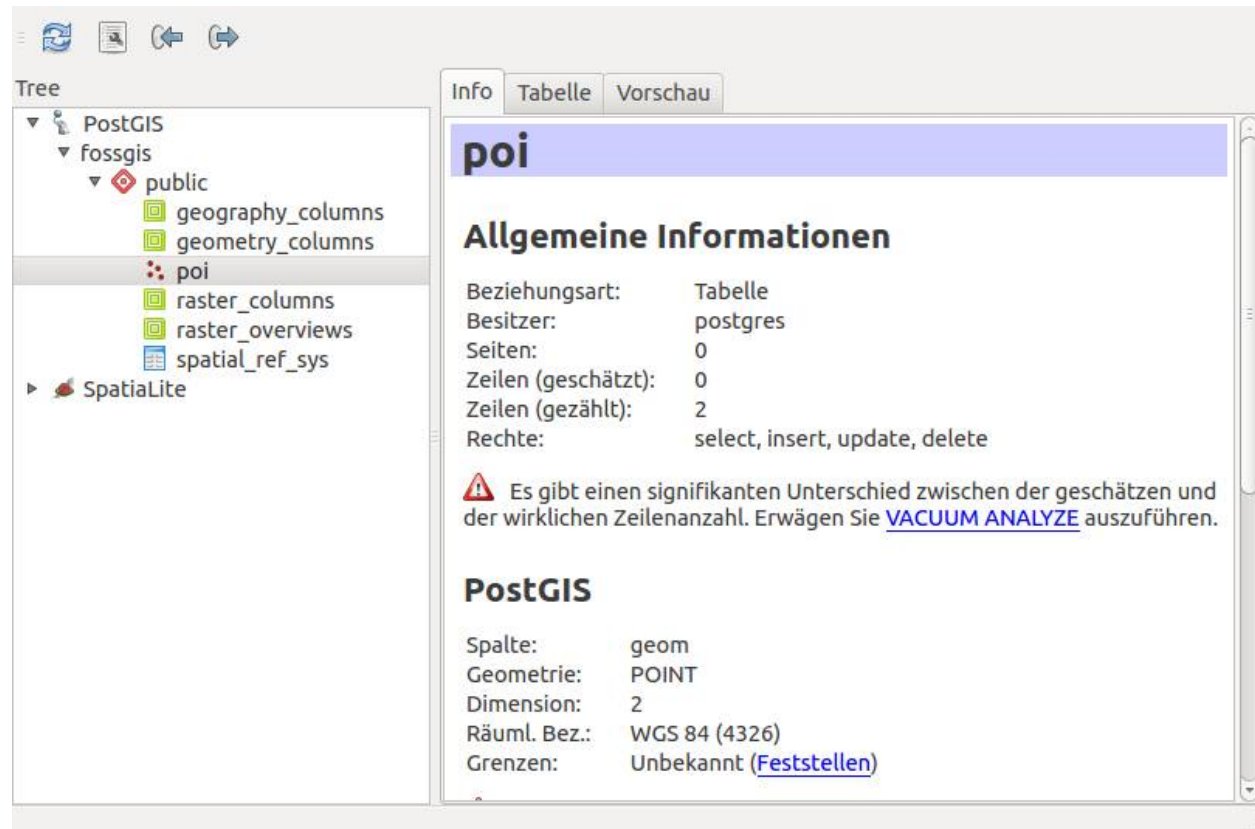 Tree
PostGIS
fossgis
public
geography_columns
geometry_columns
poi
raster_columns
raster_overviews
spatial_ref_sys
SpatiaLite
Info Tabelle Vorschau
poi
Allgemeine Informationen
Beziehungsart: Tabelle
Besitzer: postgres
Seiten: 0
Zeilen (geschätzt): 0
Zeilen (gezählt): 2
Rechte: select, insert, update, delete
Es gibt einen signifikanten Unterschied zwischen der geschätzen und
der wirklichen Zeilenanzahl. Erwägen Sie VACUUM ANALYZE auszuführen.
PostGIS
Spalte: geom
Geometrie: POINT
Dimension: 2
Räuml. Bez.: WGS 84 (4326)
Grenzen: Unbekannt (Feststellen)